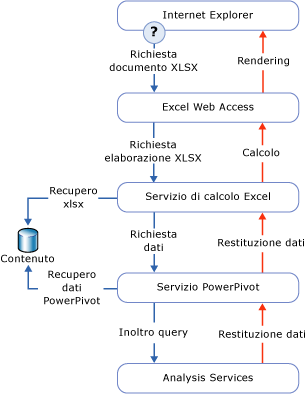 Internet Explorer
?
Richiesta
documento XLSX
Rendering
Excel Web Access
Richiesta
elaborazione XLSX
Calcolo
Recupero
xlsx
Servizio di calcolo Excel
Richiesta
dati
Restituzione dati
Contenuto
Recupero
dati
PowerPivot
Servizio PowerPivot
Inoltro query
Restituzione dati
Analysis Services